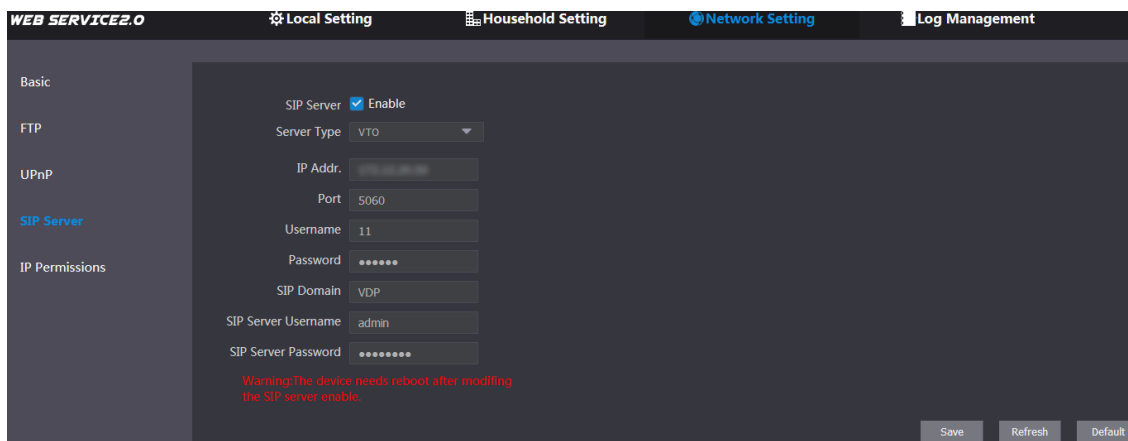 WEB SERVICE2.0
Local Setting
Household Setting
Network Setting
Log Management
Basic
FTP
UPnP
SIP Server
IP Permissions
SIP Server Enable
Server Type VTO
IP Addr.
Port 5060
Username 11
Password ••••••
SIP Domain VDP
SIP Server Username admin
SIP Server Password ••••••••
Warning:The device needs reboot after modifing
the SIP server enable.
Save Refresh Default